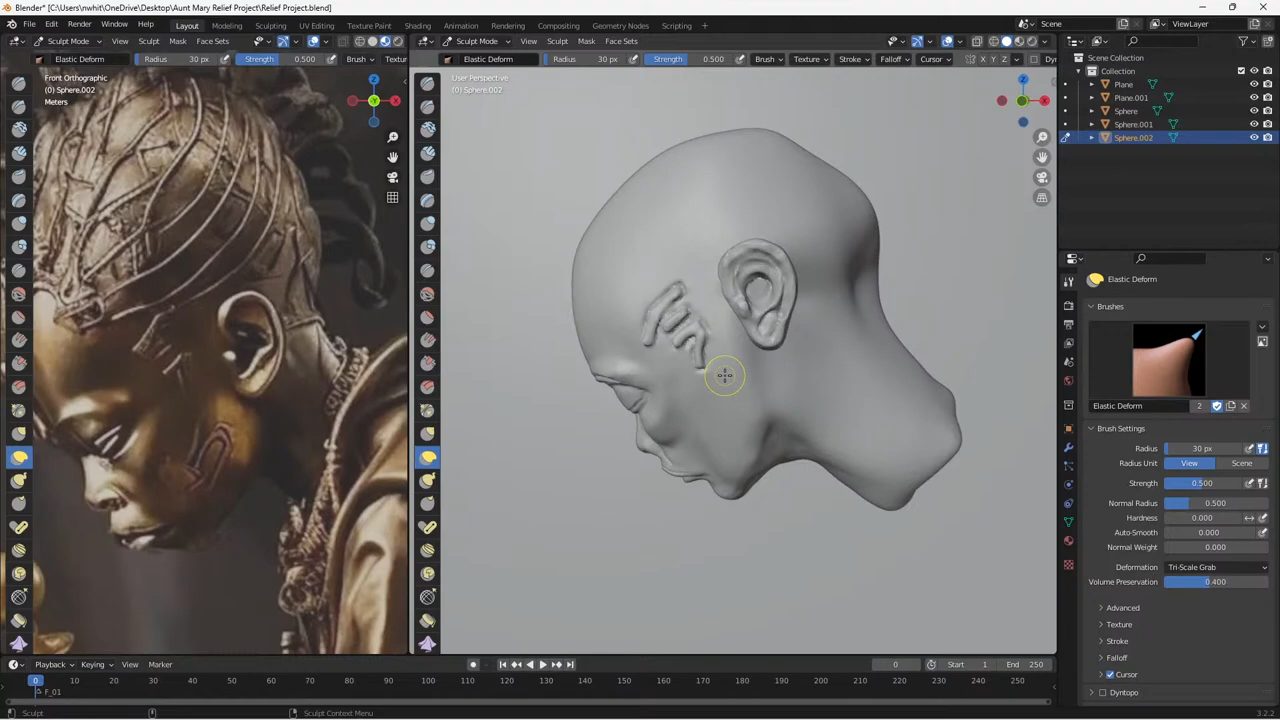 Blender* [C:\Users\nwhit\OneDrive\Desktop\Aunt Mary Relief Project\Relief Project.blend]
File Edit Render Window Help Layout Modeling Sculpting UV Editing Texture Paint Shading Animation Rendering Compositing Geometry Nodes Scripting Scene ViewLayer
Sculpt Mode View Sculpt Mask Face Sets
Elastic Deform Radius 30 px Strength 0.500 Brush Textur
Front Orthographic
(0) Sphere.002
Meters
Z
Y
X
Sculpt Mode View Sculpt Mask Face Sets
Elastic Deform Radius 30 px Strength 0.500 Brush Texture Stroke Falloff Cursor X Y Z Dy
User Perspective
(0) Sphere.002
Z
X
Scene Collection
Collection
Plane
Plane.001
Sphere
Sphere.001
Sphere.002
Elastic Deform
Brushes
Elastic Deform 2
Brush Settings
Radius 30 px
Radius Unit View Scene
Strength 0.500
Normal Radius 0.500
Hardness 0.000
Auto-Smooth 0.000
Normal Weight 0.000
Deformation Tri-Scale Grab
Volume Preservation 0.400
Advanced
Texture
Stroke
Falloff
Cursor
Dyntopo
Playback Keying View Marker 0 Start 1 End 250
0 10 20 30 40 50 60 70 80 90 100 110 120 130 140 150 160 170 180 190 200 210 220 230 240 250
F_01
Sculpt Sculpt Context Menu 3.2.2